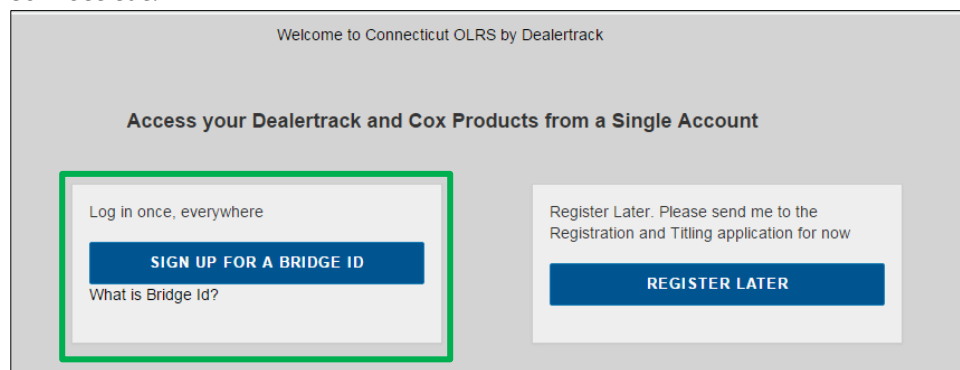 Welcome to Connecticut OLRS by Dealertrack
Access your Dealertrack and Cox Products from a Single Account
Log in once, everywhere
SIGN UP FOR A BRIDGE ID
What is Bridge Id?
Register Later. Please send me to the
Registration and Titling application for now
REGISTER LATER